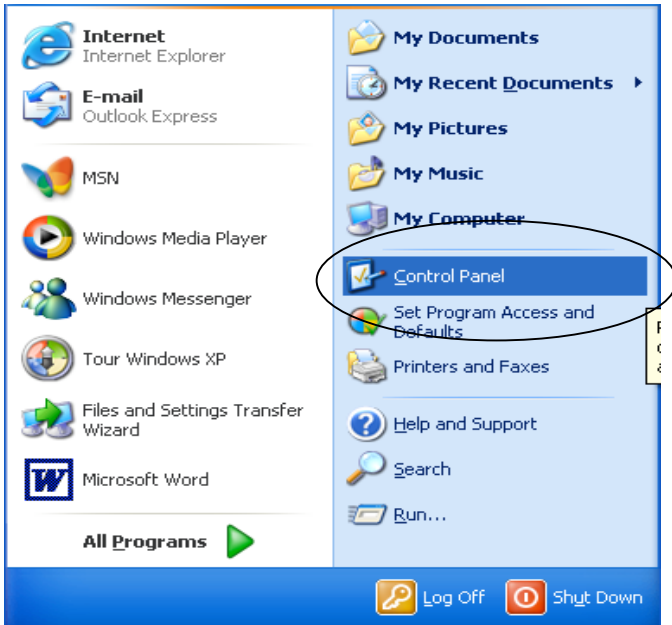 Internet
Internet Explorer
E-mail
Outlook Express
MSN
Windows Media Player
Windows Messenger
Tour Windows XP
Files and Settings Transfer
Wizard
Microsoft Word
All Programs
My Documents
My Recent Documents
My Pictures
My Music
My Computer
Control Panel
Set Program Access and
Defaults
Printers and Faxes
Help and Support
Search
Run...
Log Off
Shut Down